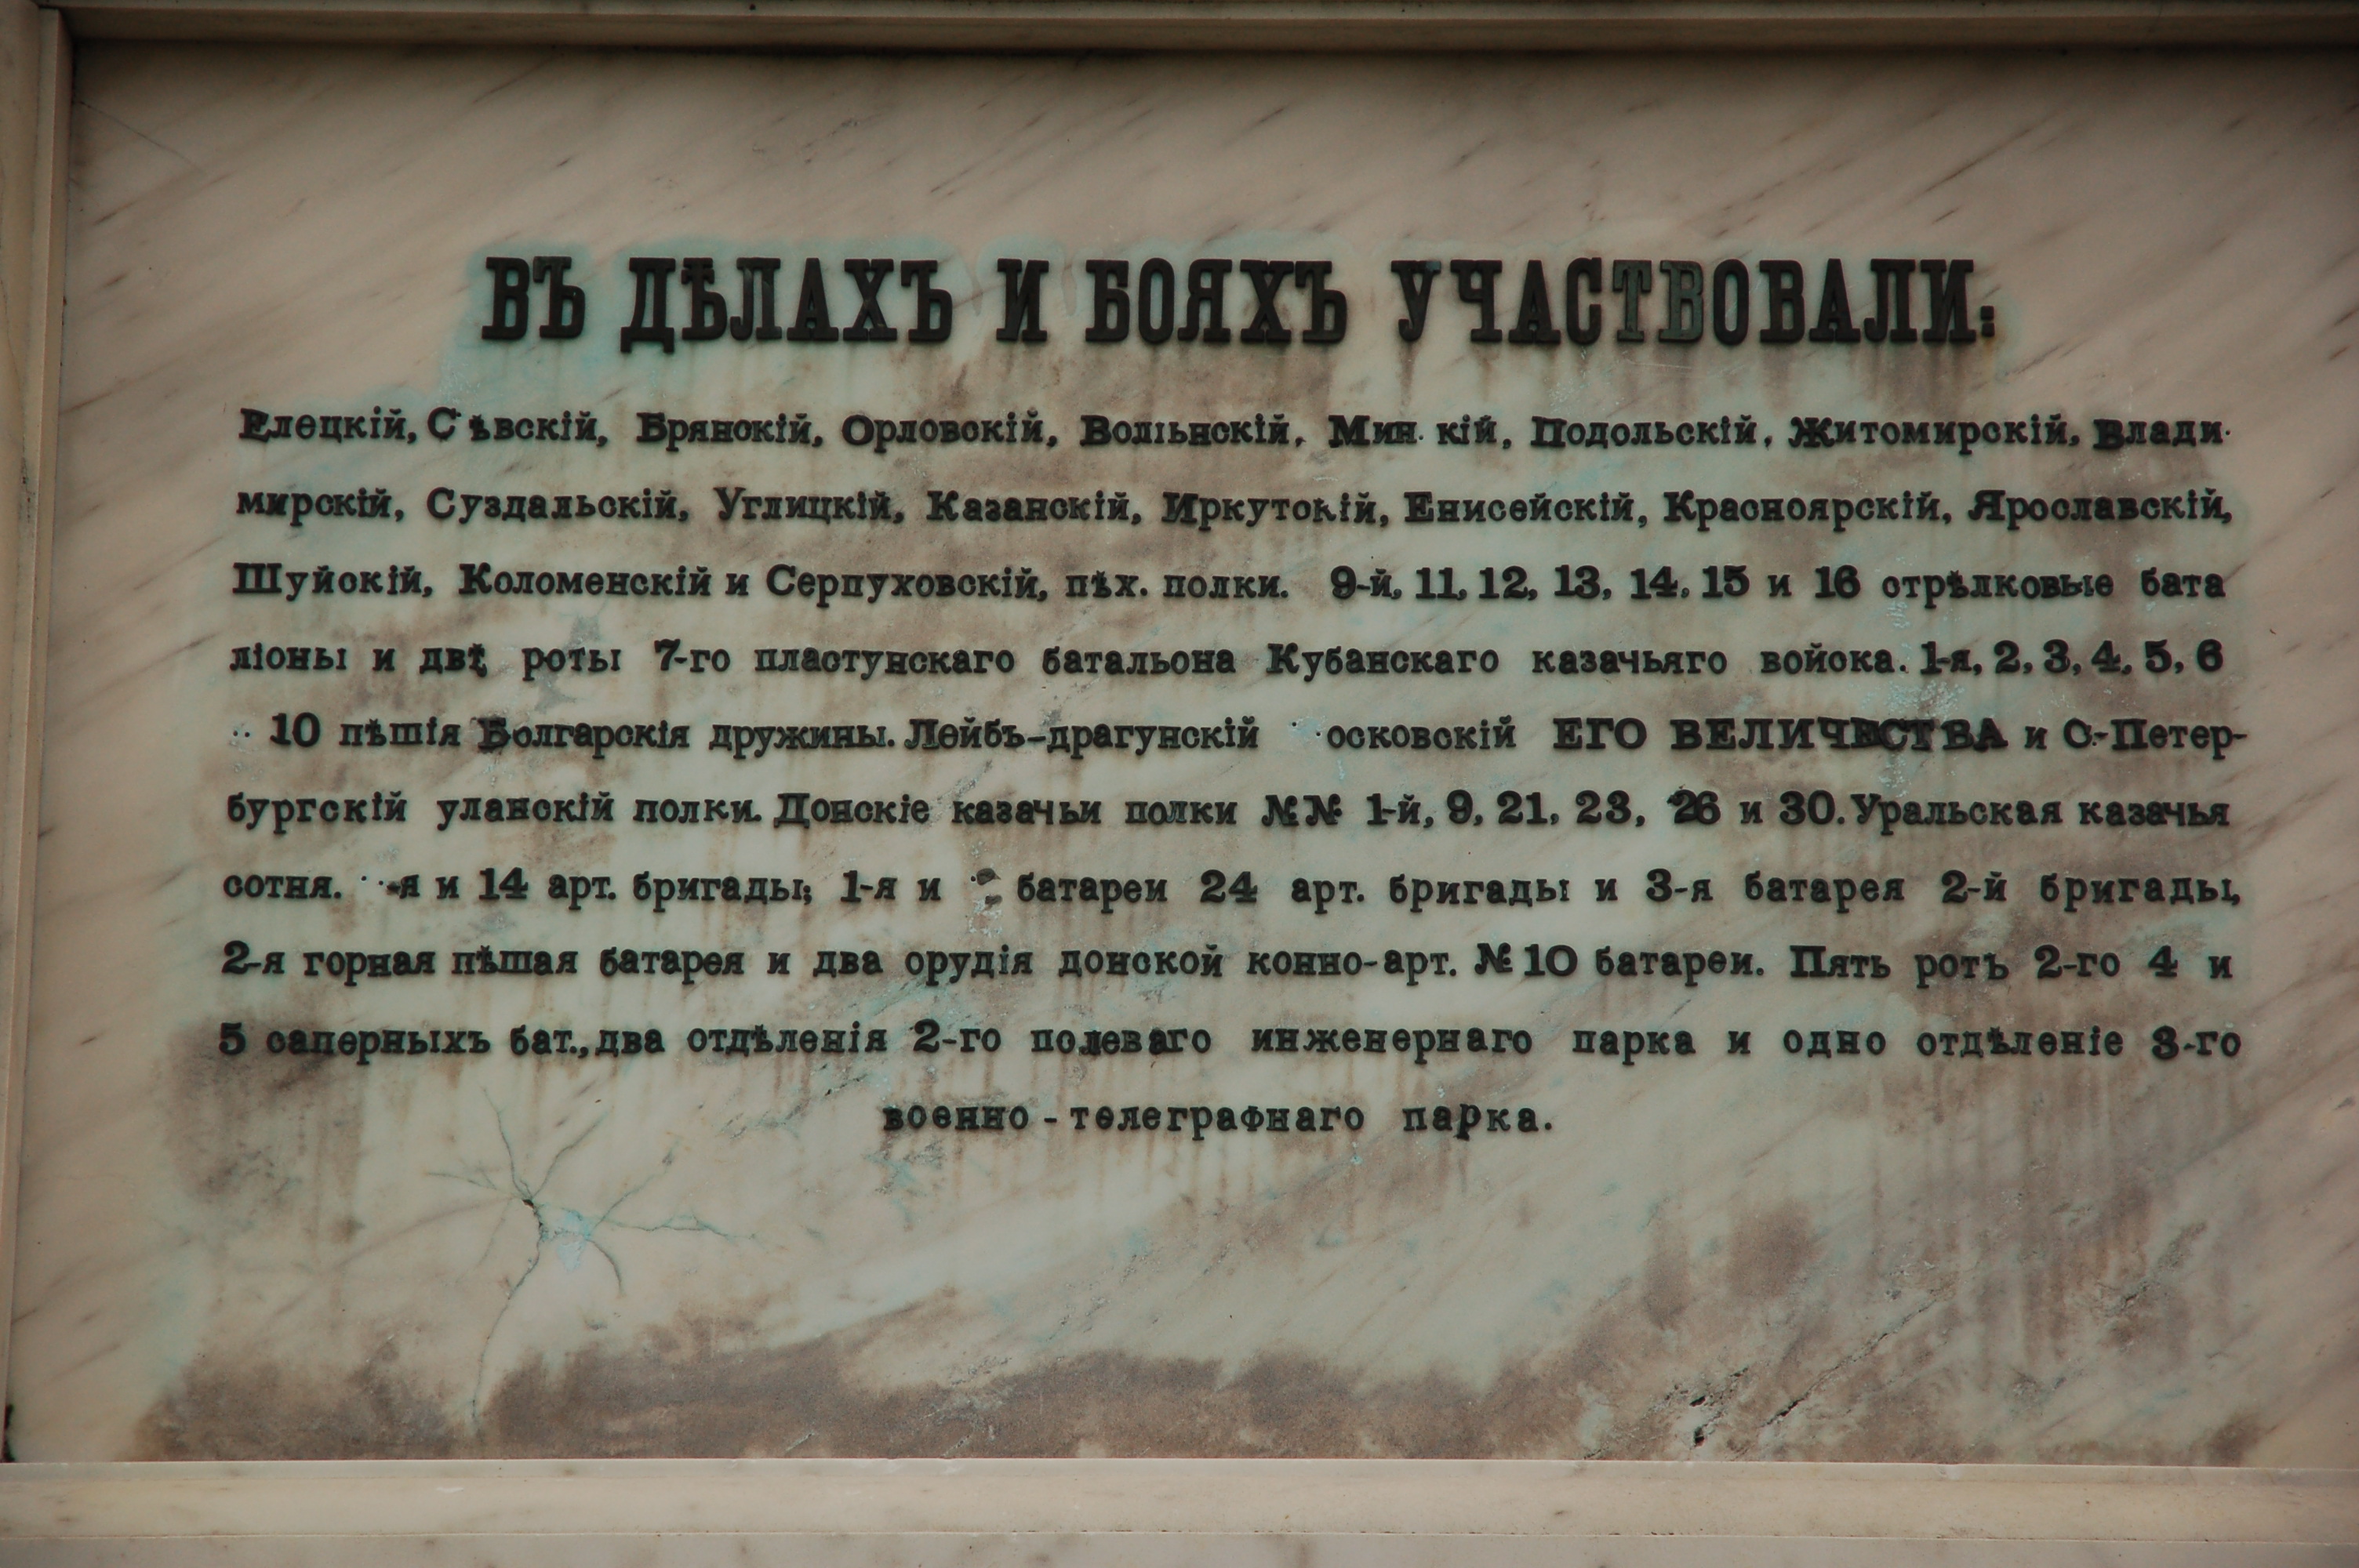 ВЪ ДѢЛАХЪ И БОЯХЪ УЧАСТВОВАЛИ:
Елецкій, Сѣвскій, Брянскій, Орловскій, Волынскій, Мин кій, Подольскій, Житомирскій, Влади-
мирскій, Суздальскій, Углицкій, Казанскій, Иркутскій, Енисейскій, Красноярскій, Ярославскій,
Шуйскій, Коломенскій и Серпуховскій, пѣх. полки. 9-й, 11, 12, 13, 14, 15 и 16 стрѣлковые бата
ліоны и двѣ роты 7-го пластунскаго батальона Кубанскаго казачьяго войска. 1-я, 2, 3, 4, 5, 6
10 пѣшія Болгарскія дружины. Лейбъ-драгунскій осковскій ЕГО ВЕЛИЧЕСТВА и С.-Петер-
бургскій уланскій полки. Донскіе казачьи полки №№ 1-й, 9, 21, 23, 26 и 30. Уральская казачья
сотня. -я и 14 арт. бригады; 1-я и батареи 24 арт. бригады и 3-я батарея 2-й бригады,
2-я горная пѣшая батарея и два орудія донской конно-арт. № 10 батареи. Пять ротъ 2-го 4 и
5 саперныхъ бат., два отдѣленія 2-го полеваго инженернаго парка и одно отдѣленіе 3-го
военно-телеграфнаго парка.